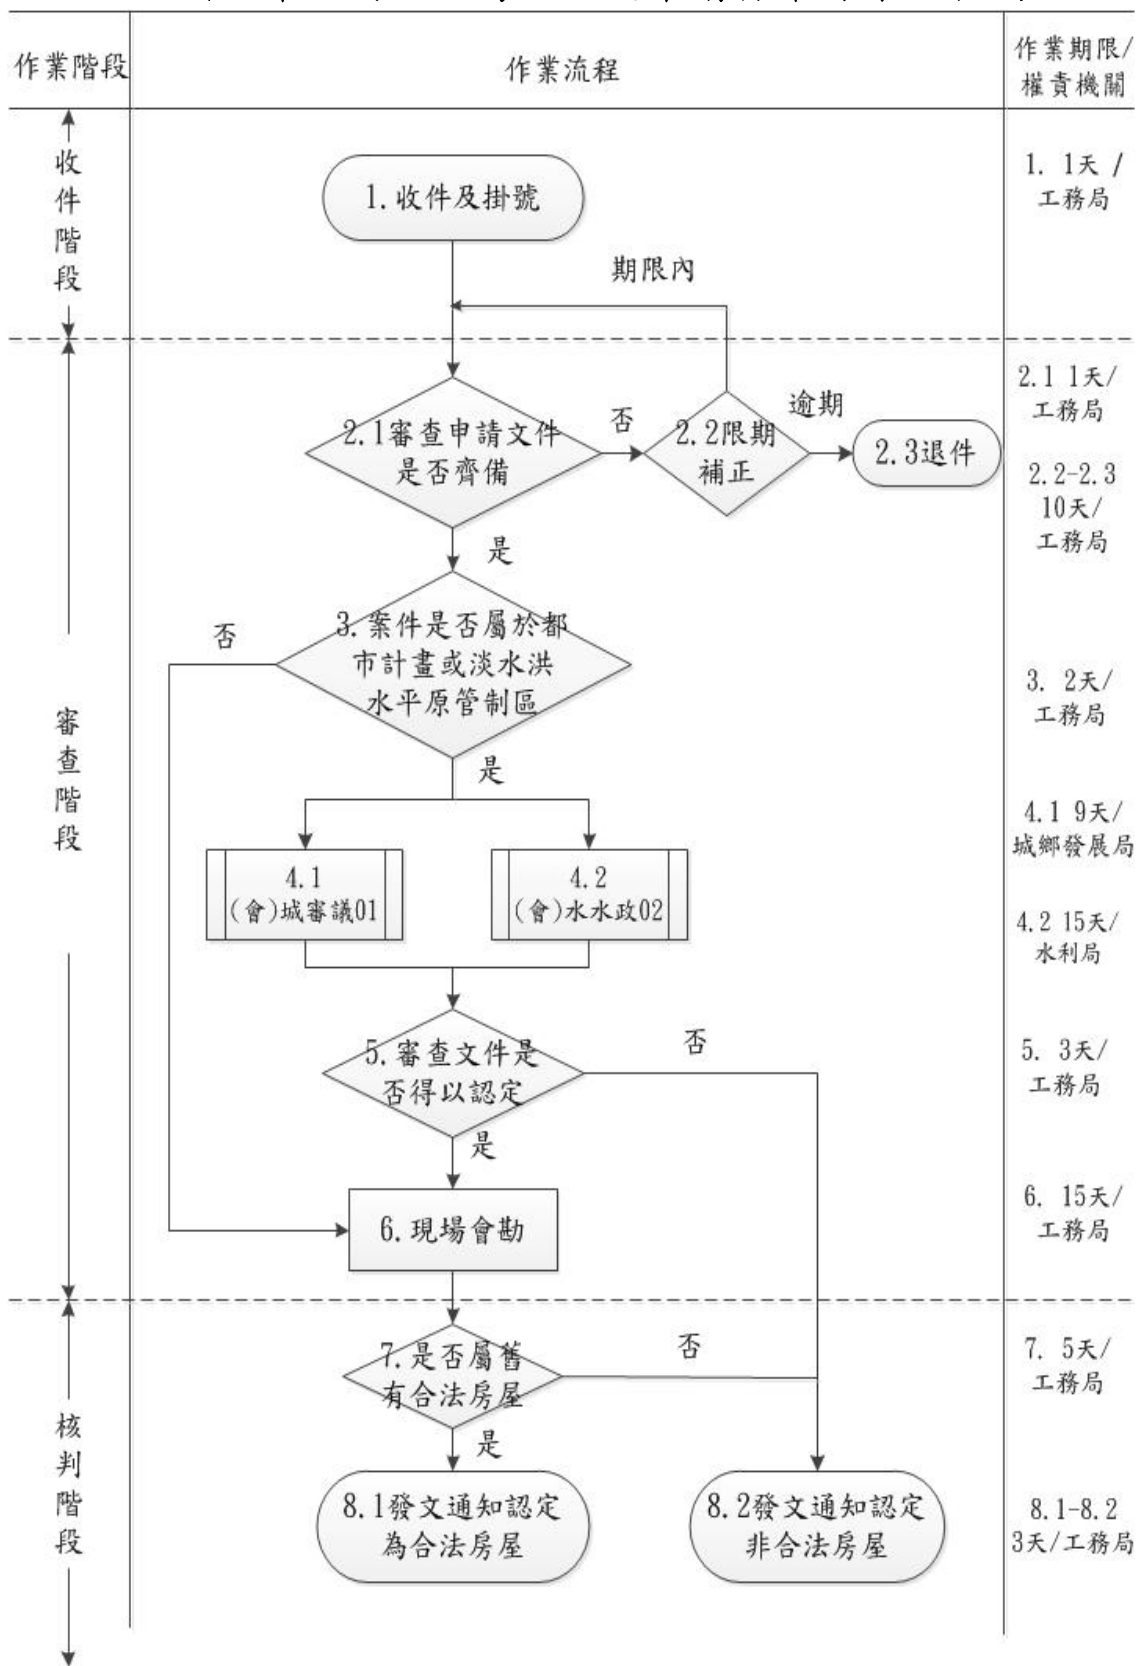 作業階段
作業流程
作業期限/
權責機關
收件階段
1.收件及掛號
1. 1天 /
工務局
期限內
審查階段
2.1審查申請文件
是否齊備
否
2.2限期
補正
逾期
2.3退件
2.1 1天/
工務局
2.2-2.3
10天/
工務局
是
3.案件是否屬於都
市計畫或淡水洪
水平原管制區
否
3. 2天/
工務局
是
4.1
(會)城審議01
4.2
(會)水水政02
4.1 9天/
城鄉發展局
4.2 15天/
水利局
5.審查文件是
否得以認定
否
5. 3天/
工務局
是
6.現場會勘
6. 15天/
工務局
核判階段
7.是否屬舊
有合法房屋
否
7. 5天/
工務局
是
8.1發文通知認定
為合法房屋
8.2發文通知認定
非合法房屋
8.1-8.2
3天/工務局